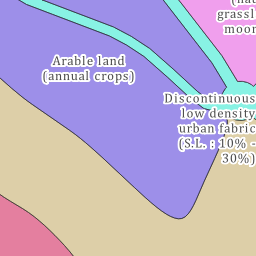 grassl
moor
Arable land
(annual crops)
Discontinuous
low density
urban fabric
(S.L. : 10% -
30%)